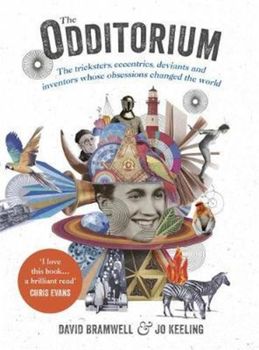 The
ODDITORIUM
The tricksters, eccentrics, deviants and
inventors whose obsessions changed the world
'I love
this book...
a brilliant read'
CHRIS EVANS
DAVID BRAMWELL & JO KEELING